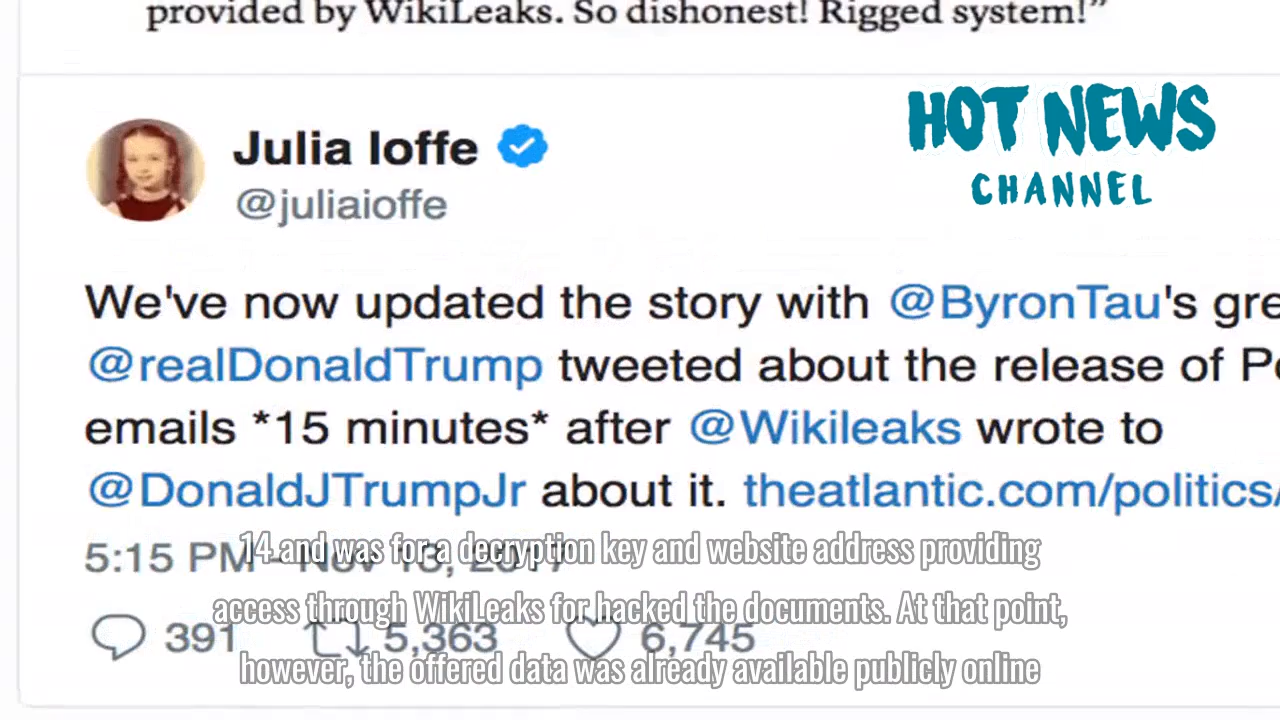 provided by WikiLeaks. So dishonest! Rigged system!”
HOT NEWS
CHANNEL
Julia Ioffe
@juliaioffe
We've now updated the story with @ByronTau's gre
@realDonaldTrump tweeted about the release of Po
emails *15 minutes* after @Wikileaks wrote to
@DonaldJTrumpJr about it. theatlantic.com/politics/
5:15 PM - Nov 13, 2017
14 and was for a decryption key and website address providing
access through WikiLeaks for hacked the documents. At that point,
391 5,363 6,745
however, the offered data was already available publicly online